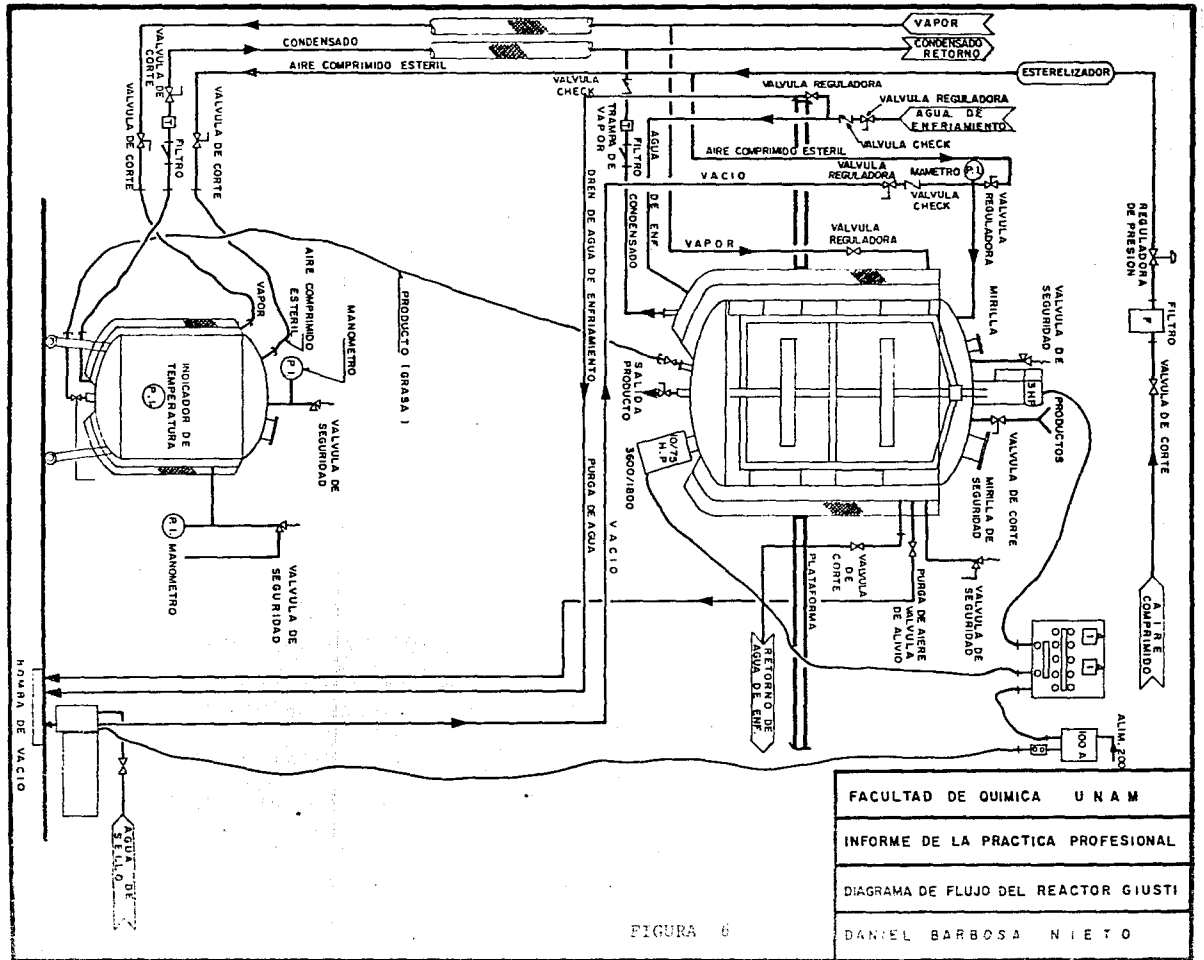 VAPOR
CONDENSADO
RETORNO
CONDENSADO
AIRE COMPRIMIDO ESTERIL
ESTERELIZADOR
VALVULA DE
CORTE
VALVULA DE CORTE
FILTRO
VALVULA DE CORTE
VALVULA
CHECK
TRAMPA DE
VAPOR
FILTRO
CONDENSADO
VALVULA REGULADORA
VALVULA REGULADORA
AGUA DE
ENFRIAMIENTO
VALVULA CHECK
AGUA DE ENF.
AIRE COMPRIMIDO ESTERIL
VACIO
VALVULA
REGULADORA
MAMETRO
P.I.
VALVULA
CHECK
VALVULA
REGULADORA
VAPOR
VALVULA
REGULADORA
DREN DE AGUA DE ENFRIAMIENTO
REGULADORA
DE PRESION
FILTRO
F
VALVULA DE CORTE
AIRE
COMPRIMIDO
MIRILLA
VALVULA DE
SEGURIDAD
3 HP
PRODUCTOS
VALVULA DE CORTE
MIRILLA DE
SEGURIDAD
VALVULA DE
SEGURIDAD
PURGA DE AIERE
VALVULA
DE ALIVIO
VALVULA
DE
CORTE
RETORNO DE
AGUA DE ENF.
PLATAFORMA
SALIDA
PRODUCTO
10/75
H.P
3600/1800
PURGA DE AGUA
VACIO
PRODUCTO (GRASA)
VAPOR
AIRE COMPRIMIDO
ESTERIL
MANOMETRO
P.I.
INDICADOR DE
TEMPERATURA
VALVULA DE
SEGURIDAD
P.I.
MANOMETRO
VALVULA DE
SEGURIDAD
AGUA DE
SELLO
100 A
ALIM. 200
FACULTAD DE QUIMICA UNAM
INFORME DE LA PRACTICA PROFESIONAL
DIAGRAMA DE FLUJO DEL REACTOR GIUSTI
DANIEL BARBOSA NIETO
FIGURA 6